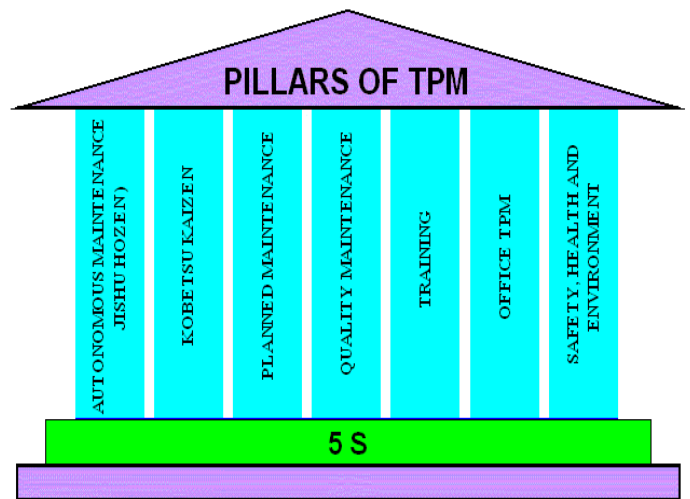 PILLARS OF TPM
AUTONOMOUS MAINTENANCE
JISHU HOZEN )
KOBETSU KAIZEN
PLANNED MAINTENANCE
QUALITY MAINTENANCE
TRAINING
OFFICE TPM
SAFETY, HEALTH AND
ENVIRONMENT
5 S